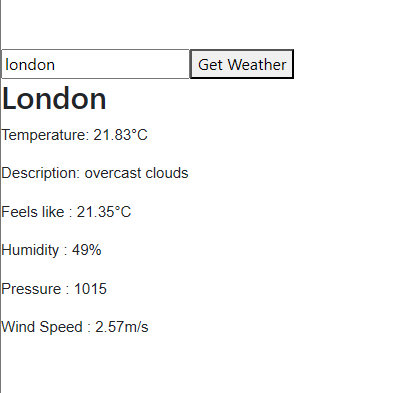 london Get Weather
London
Temperature: 21.83°C
Description: overcast clouds
Feels like : 21.35°C
Humidity : 49%
Pressure : 1015
Wind Speed : 2.57m/s